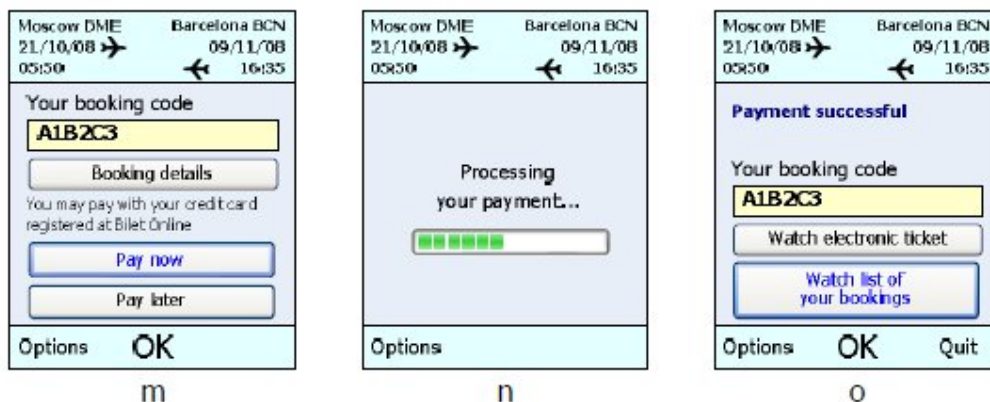 Moscow DME Barcelona BCN
21/10/08 09/11/08
05:50 16:35
Your booking code
A1B2C3
Booking details
You may pay with your credit card
registered at Bilet Online
Pay now
Pay later
Options OK
m
Moscow DME Barcelona BCN
21/10/08 09/11/08
05:50 16:35
Processing
your payment...
Options
n
Moscow DME Barcelona BCN
21/10/08 09/11/08
05:50 16:35
Payment successful
Your booking code
A1B2C3
Watch electronic ticket
Watch list of
your bookings
Options OK Quit
o